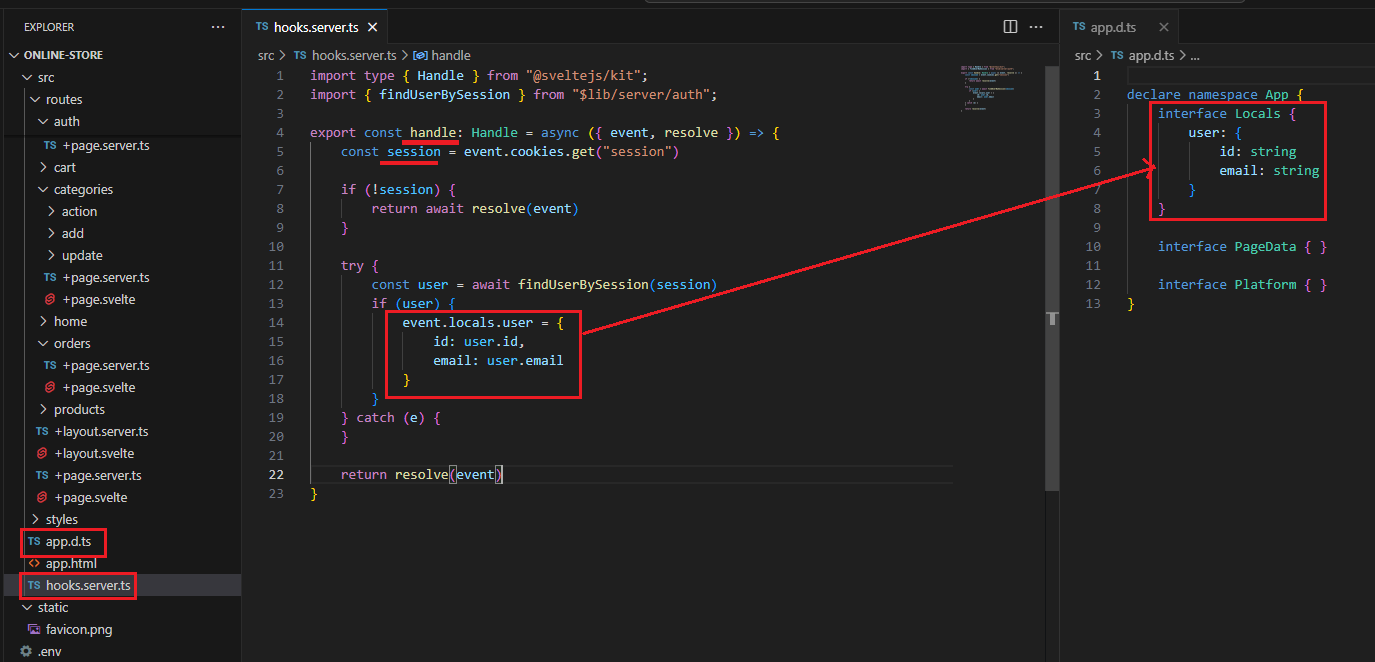 EXPLORER
ONLINE-STORE
src
routes
auth
TS +page.server.ts
cart
categories
action
add
update
TS +page.server.ts
+page.svelte
home
orders
TS +page.server.ts
+page.svelte
products
TS +layout.server.ts
+layout.svelte
TS +page.server.ts
+page.svelte
styles
TS app.d.ts
<> app.html
TS hooks.server.ts
static
favicon.png
.env
TS hooks.server.ts
src > TS hooks.server.ts > handle
1 import type { Handle } from "@sveltejs/kit";
2 import { findUserBySession } from "$lib/server/auth";
3
4 export const handle: Handle = async ({ event, resolve }) => {
5 const session = event.cookies.get("session")
6
7 if (!session) {
8 return await resolve(event)
9 }
10
11 try {
12 const user = await findUserBySession(session)
13 if (user) {
14 event.locals.user = {
15 id: user.id,
16 email: user.email
17 }
18 }
19 } catch (e) {
20 }
21
22 return resolve(event)
23 }
TS app.d.ts
src > TS app.d.ts > ...
1
2 declare namespace App {
3 interface Locals {
4 user: {
5 id: string
6 email: string
7 }
8 }
9
10 interface PageData { }
11
12 interface Platform { }
13 }